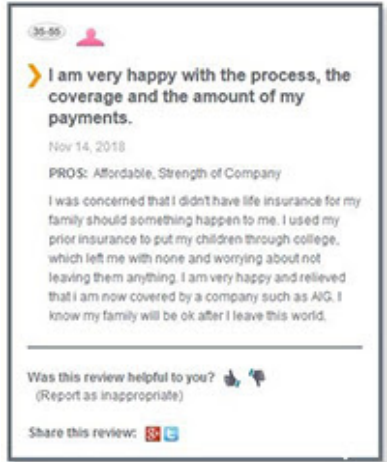 35-55
I am very happy with the process, the
coverage and the amount of my
payments.
Nov 14, 2018
PROS: Affordable, Strength of Company
I was concerned that I didn't have life insurance for my
family should something happen to me. I used my
prior insurance to put my children through college,
which left me with none and worrying about not
leaving them anything. I am very happy and relieved
that i am now covered by a company such as AIG. I
know my family will be ok after I leave this world.
Was this review helpful to you?
(Report as inappropriate)
Share this review: